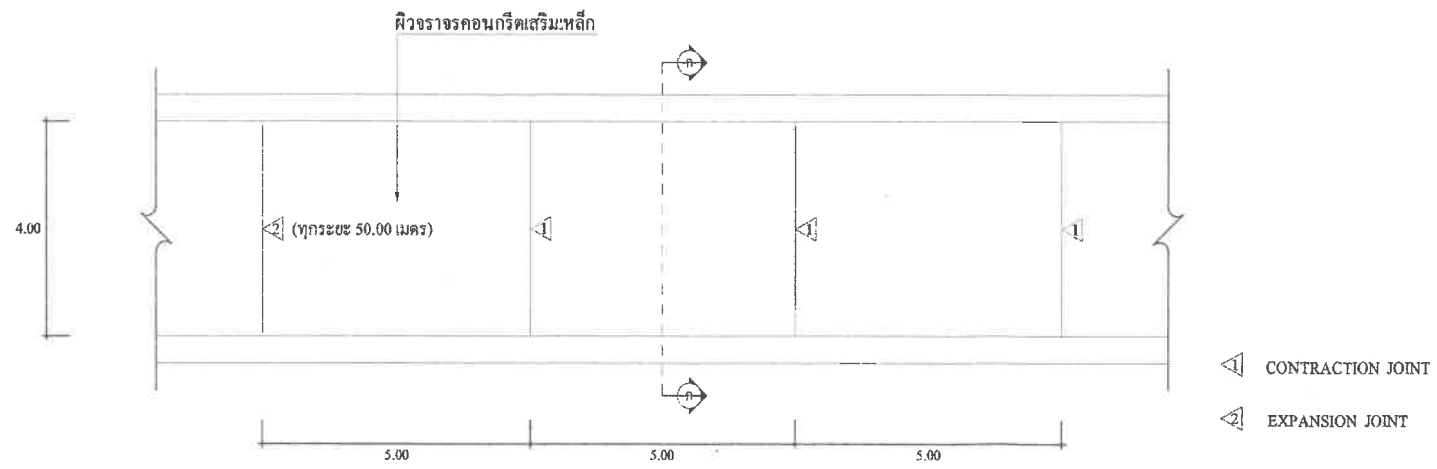 ผิวจราจรคอนกรีตเสริมเหล็ก
ก
4.00
2 (ทุกระยะ 50.00 เมตร)
1
1
1
ก
1 CONTRACTION JOINT
2 EXPANSION JOINT
5.00
5.00
5.00